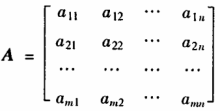 A = [ a₁₁ a₁₂ ⋯ a₁ₙ
a₂₁ a₂₂ ⋯ a₂ₙ
⋯ ⋯ ⋯ ⋯
aₘ₁ aₘ₂ ⋯ aₘₙ ]